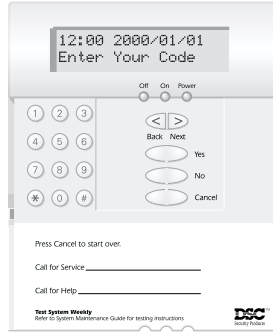 12:00 2000/01/01
Enter Your Code
Off On Power
< >
1 2 3
Back Next
4 5 6
Yes
7 8 9
No
* 0 #
Cancel
Press Cancel to start over.
Call for Service
Call for Help
Test System Weekly
Refer to System Maintenance Guide for testing instructions
DSC
Security Products